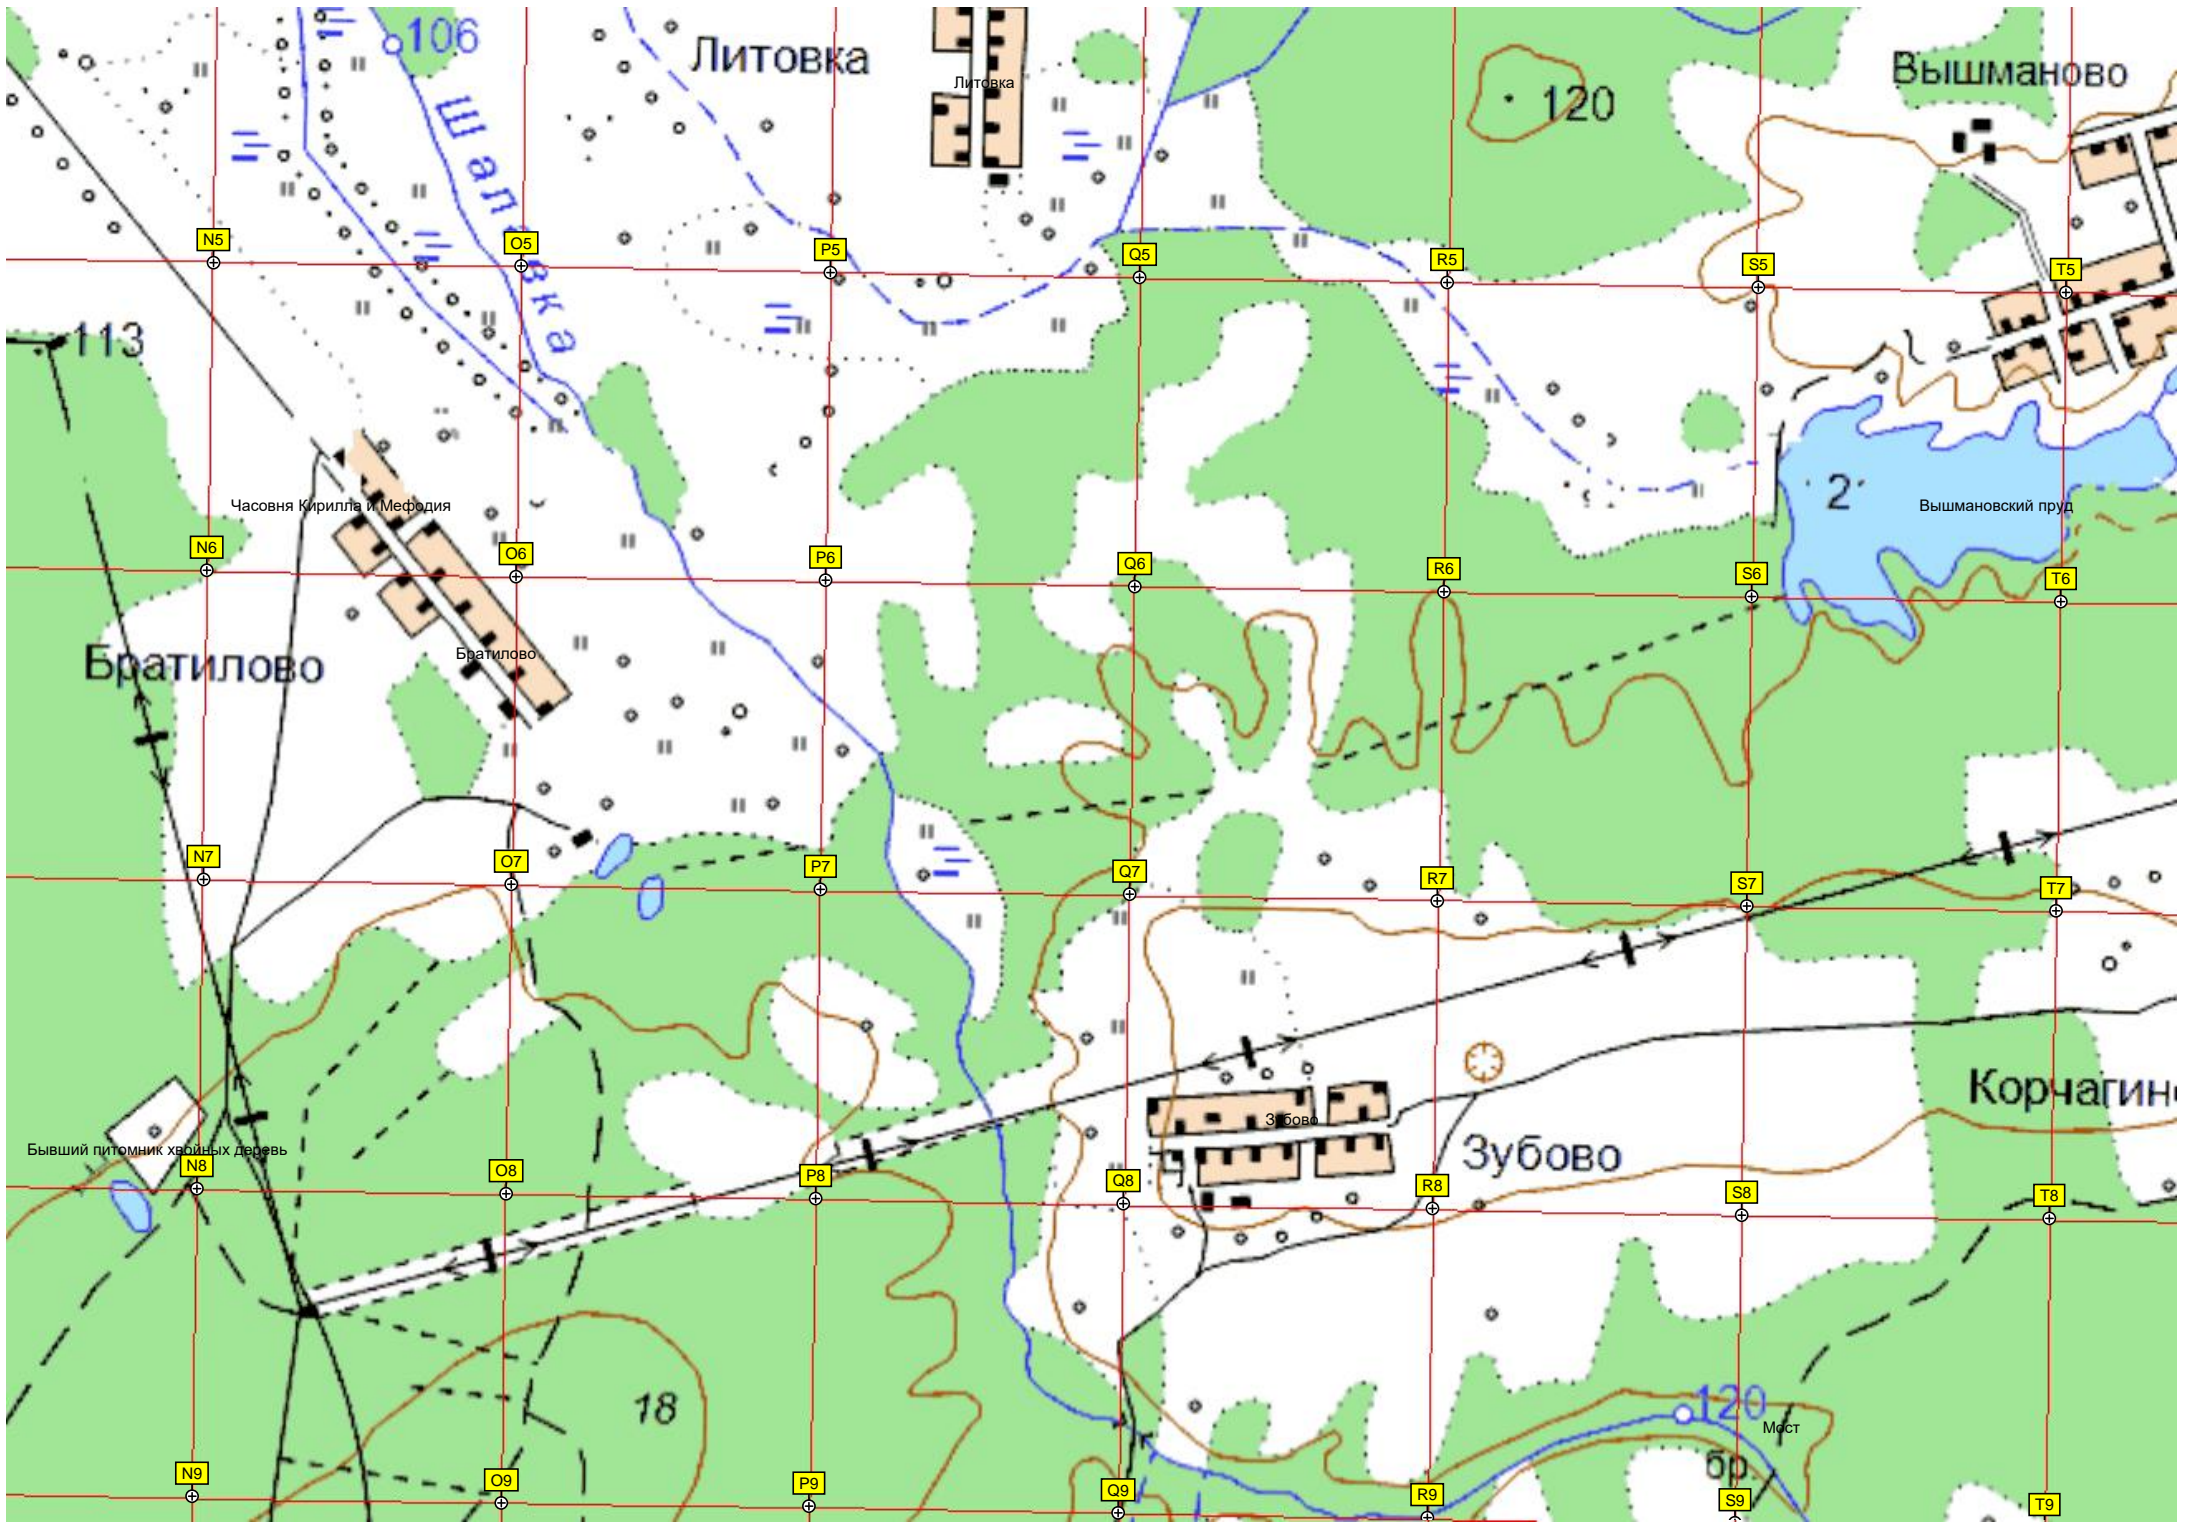 106
Литовка
Литовка
120
Вышманово
Шаповка
N5
O5
P5
Q5
R5
S5
T5
113
2
Часовня Кирилла и Мефодия
Вышмановский пруд
N6
O6
P6
Q6
R6
S6
T6
Братилово
Братилово
N7
O7
P7
Q7
R7
S7
T7
Корчагин
Зубово
Зубово
Бывший питомник хвойных деревь
N8
O8
P8
Q8
R8
S8
T8
18
120
Мост
бр.
N9
O9
P9
Q9
R9
S9
T9